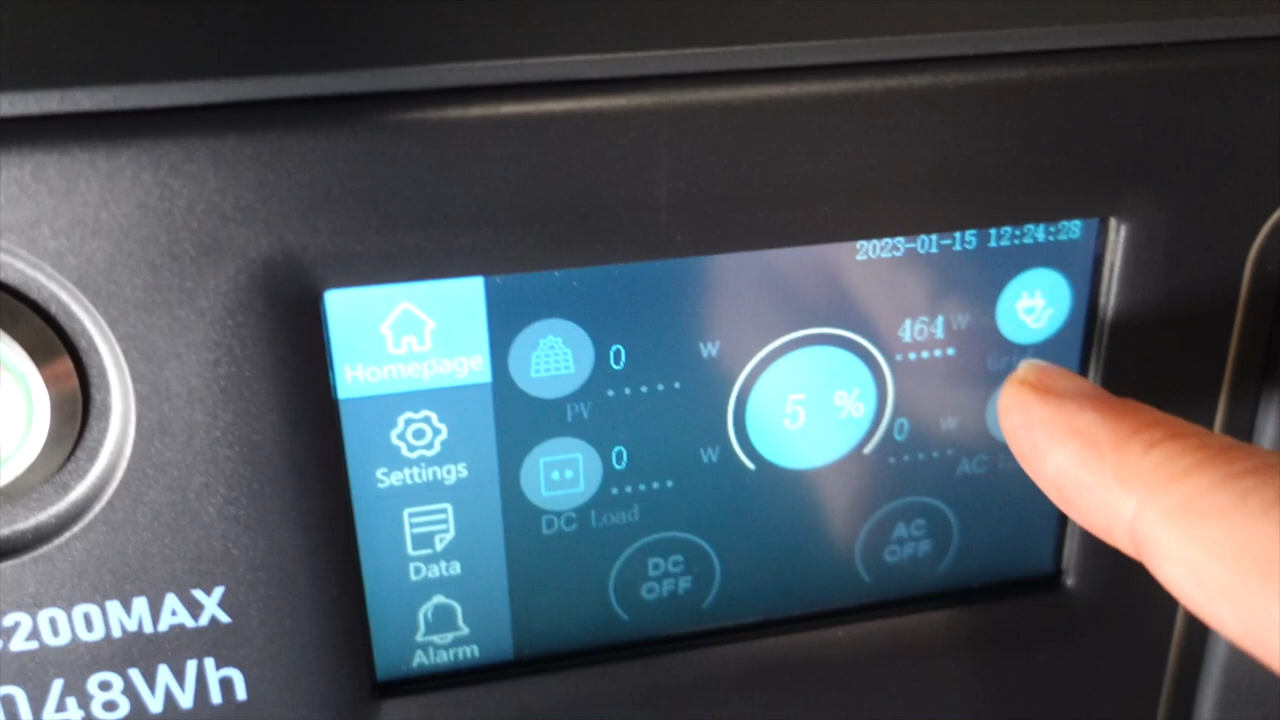 2023-01-15 12:24:28
Homepage
0 W
PV
464 W
5 %
Settings
0 W
DC Load
0 W
AC
Data
DC
OFF
AC
OFF
Alarm
200MAX
048Wh